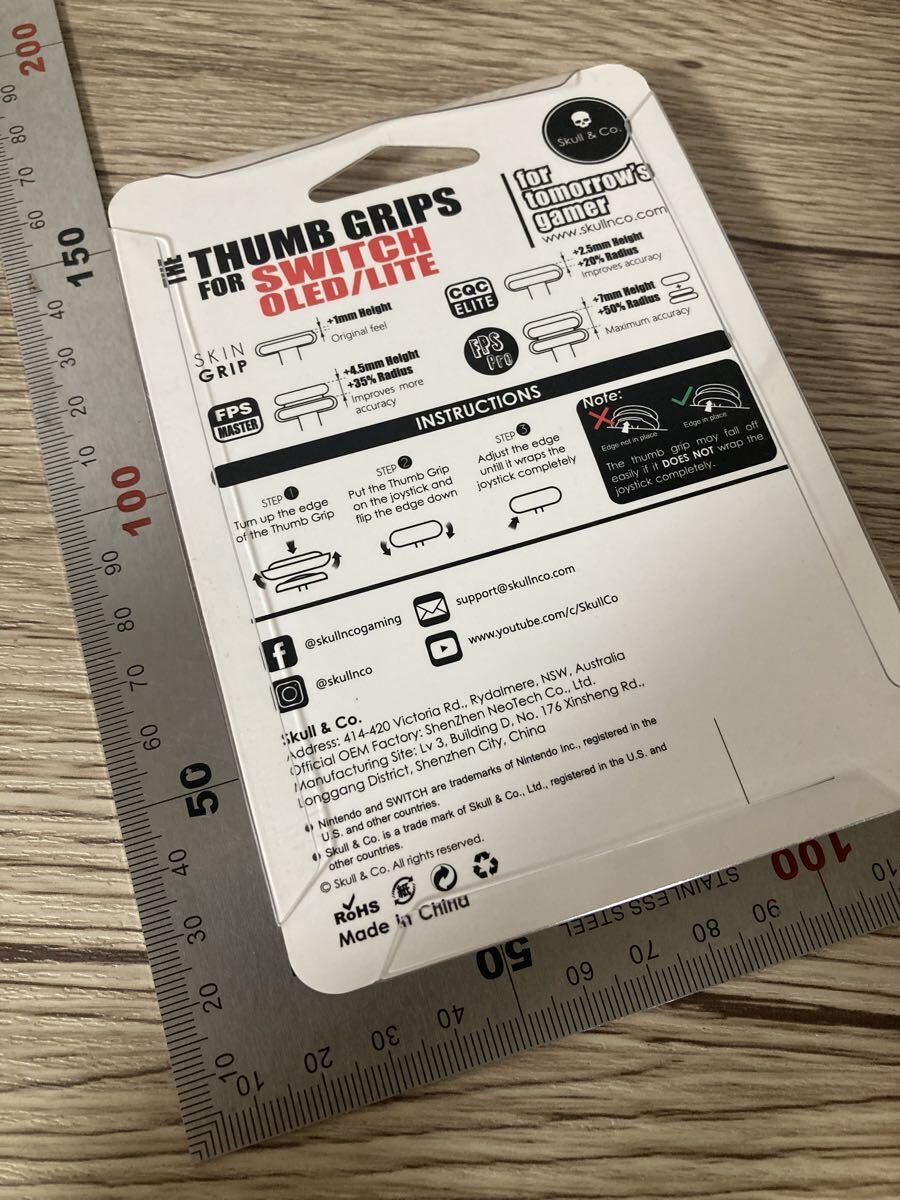 Skull & Co.
for
tomorrow's
gamer
www.skullnco.com
THE THUMB GRIPS
FOR SWITCH
OLED/LITE
SKIN
GRIP
+1mm Height
Original feel
CQC
ELITE
+2.5mm Height
+20% Radius
Improves accuracy
FPS
MASTER
+4.5mm Height
+35% Radius
Improves more
accuracy
FPS
Pro
+7mm Height
+50% Radius
Maximum accuracy
INSTRUCTIONS
STEP 1
Turn up the edge
of the Thumb Grip
STEP 2
Put the Thumb Grip
on the joystick and
flip the edge down
STEP 3
Adjust the edge
untill it wraps the
joystick completely
Note:
Edge not in place
Edge in place
The thumb grip may fall off
easily if it DOES NOT wrap the
joystick completely.
@skullncogaming
support@skullnco.com
@skullnco
www.youtube.com/c/SkullCo
Skull & Co.
Address: 414-420 Victoria Rd., Rydalmere, NSW, Australia
Official OEM Factory: ShenZhen NeoTech Co., Ltd.
Manufacturing Site: Lv 3, Building D, No. 176 Xinsheng Rd.,
Longgang District, Shenzhen City, China
Nintendo and SWITCH are trademarks of Nintendo Inc., registered in the
U.S. and other countries.
Skull & Co. is a trade mark of Skull & Co., Ltd., registered in the U.S. and
other countries.
© Skull & Co. All rights reserved.
RoHS
Made in China
200
90
80
70
60
150
40
30
20
10
100
90
80
70
60
50
40
30
20
10
10
20
30
40
50
60
70
80
90
100
10
STAINLESS STEEL